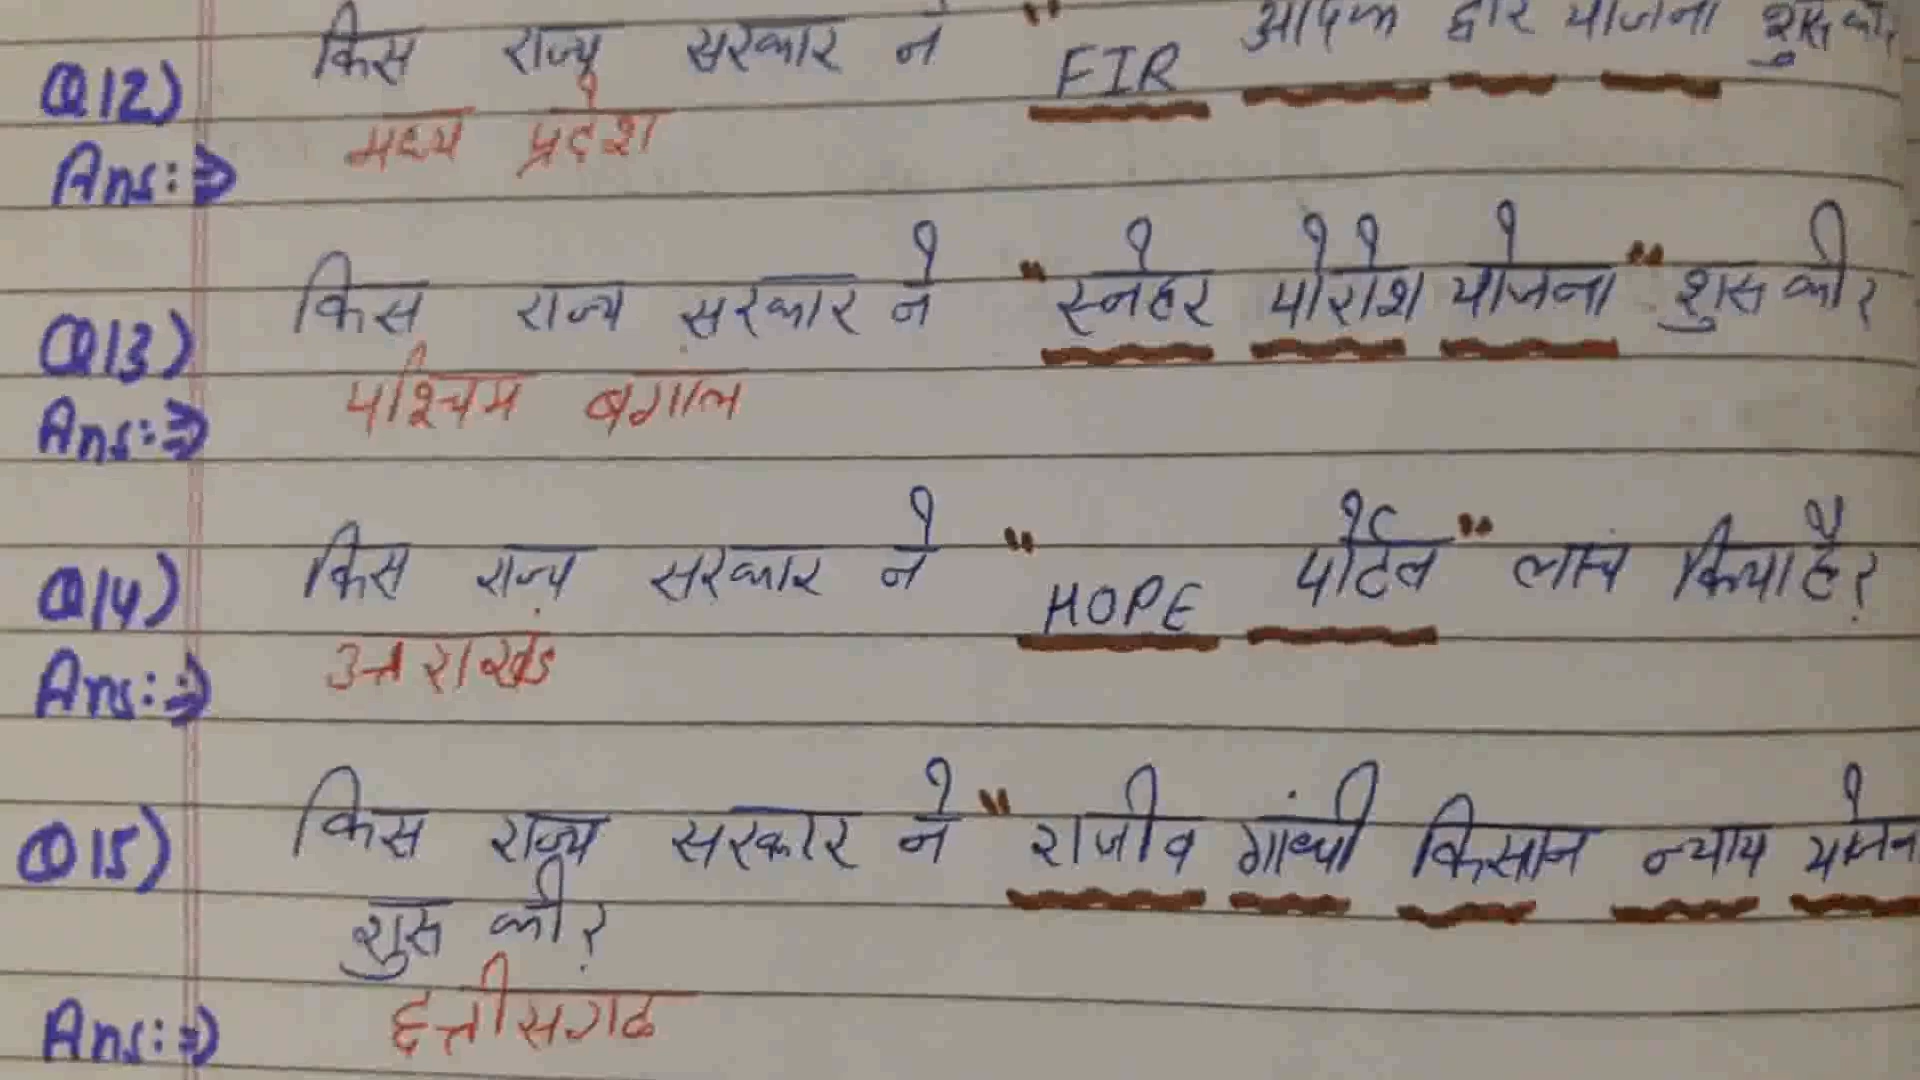 Q12) किस राज्य सरकार ने " FIR आपके द्वार योजना शुरू की?
Ans:⇒ मध्य प्रदेश
Q13) किस राज्य सरकार ने "स्नेहर पोरोश योजना" शुरू की?
Ans:⇒ पश्चिम बंगाल
Q14) किस राज्य सरकार ने " HOPE पोर्टल" लान्च किया है?
Ans:⇒ उत्तराखंड
Q15) किस राज्य सरकार ने "राजीव गांधी किसान न्याय योजना
शुरू की?
Ans:⇒ छत्तीसगढ